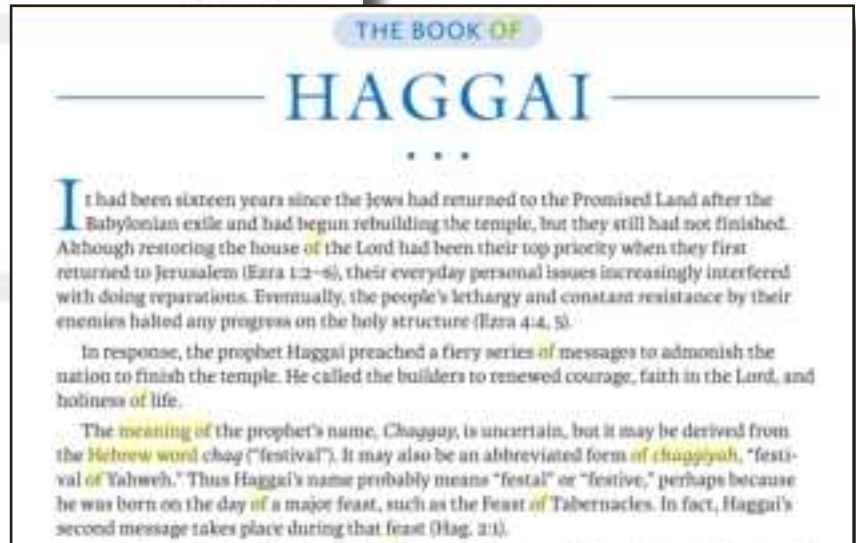 THE BOOK OF
HAGGAI
It had been sixteen years since the Jews had returned to the Promised Land after the
Babylonian exile and had begun rebuilding the temple, but they still had not finished.
Although restoring the house of the Lord had been their top priority when they first
returned to Jerusalem (Ezra 1:2–6), their everyday personal issues increasingly interfered
with doing reparations. Eventually, the people's lethargy and constant resistance by their
enemies halted any progress on the holy structure (Ezra 4:4, 5).
In response, the prophet Haggai preached a fiery series of messages to admonish the
nation to finish the temple. He called the builders to renewed courage, faith in the Lord, and
holiness of life.
The meaning of the prophet's name, Chaggay, is uncertain, but it may be derived from
the Hebrew word chag ("festival"). It may also be an abbreviated form of chaggiyah, "festi-
val of Yahweh." Thus Haggai's name probably means "festal" or "festive," perhaps because
he was born on the day of a major feast, such as the Feast of Tabernacles. In fact, Haggai's
second message takes place during that feast (Hag. 2:1).